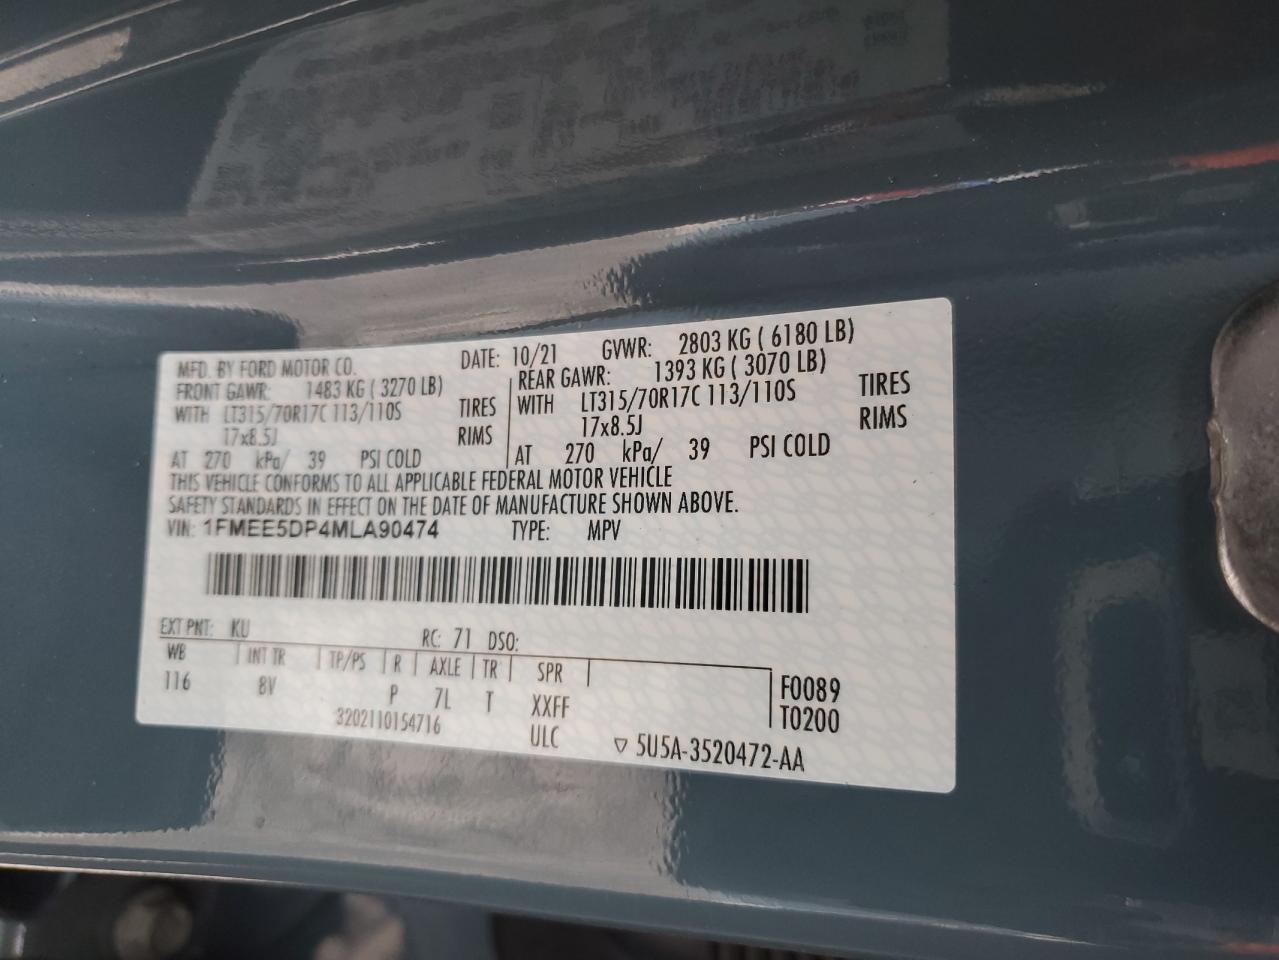 MFD. BY FORD MOTOR CO. DATE: 10/21 GVWR: 2803 KG ( 6180 LB)
FRONT GAWR: 1483 KG ( 3270 LB) REAR GAWR: 1393 KG ( 3070 LB)
WITH LT315/70R17C 113/110S TIRES WITH LT315/70R17C 113/110S TIRES
17x8.5J RIMS 17x8.5J RIMS
AT 270 kPa/ 39 PSI COLD AT 270 kPa/ 39 PSI COLD
THIS VEHICLE CONFORMS TO ALL APPLICABLE FEDERAL MOTOR VEHICLE
SAFETY STANDARDS IN EFFECT ON THE DATE OF MANUFACTURE SHOWN ABOVE.
VIN: 1FMEE5DP4MLA90474 TYPE: MPV
EXT PNT: KU RC: 71 DSO:
WB INT TR TP/PS R AXLE TR SPR
116 8V P 7L T XXFF F0089
T0200
3202110154716 ULC ▽ 5U5A-3520472-AA